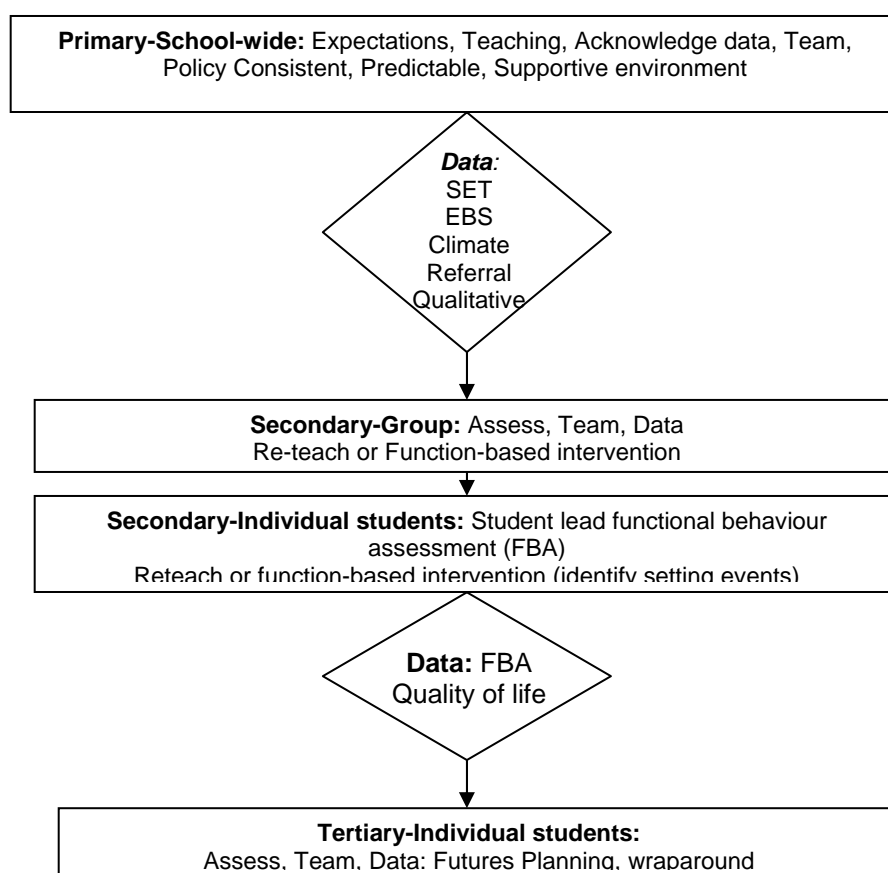 Primary-School-wide: Expectations, Teaching, Acknowledge data, Team,
Policy Consistent, Predictable, Supportive environment
Data:
SET
EBS
Climate
Referral
Qualitative
Secondary-Group: Assess, Team, Data
Re-teach or Function-based intervention
Secondary-Individual students: Student lead functional behaviour
assessment (FBA)
Reteach or function-based intervention (identify setting events)
Data: FBA
Quality of life
Tertiary-Individual students:
Assess, Team, Data: Futures Planning, wraparound